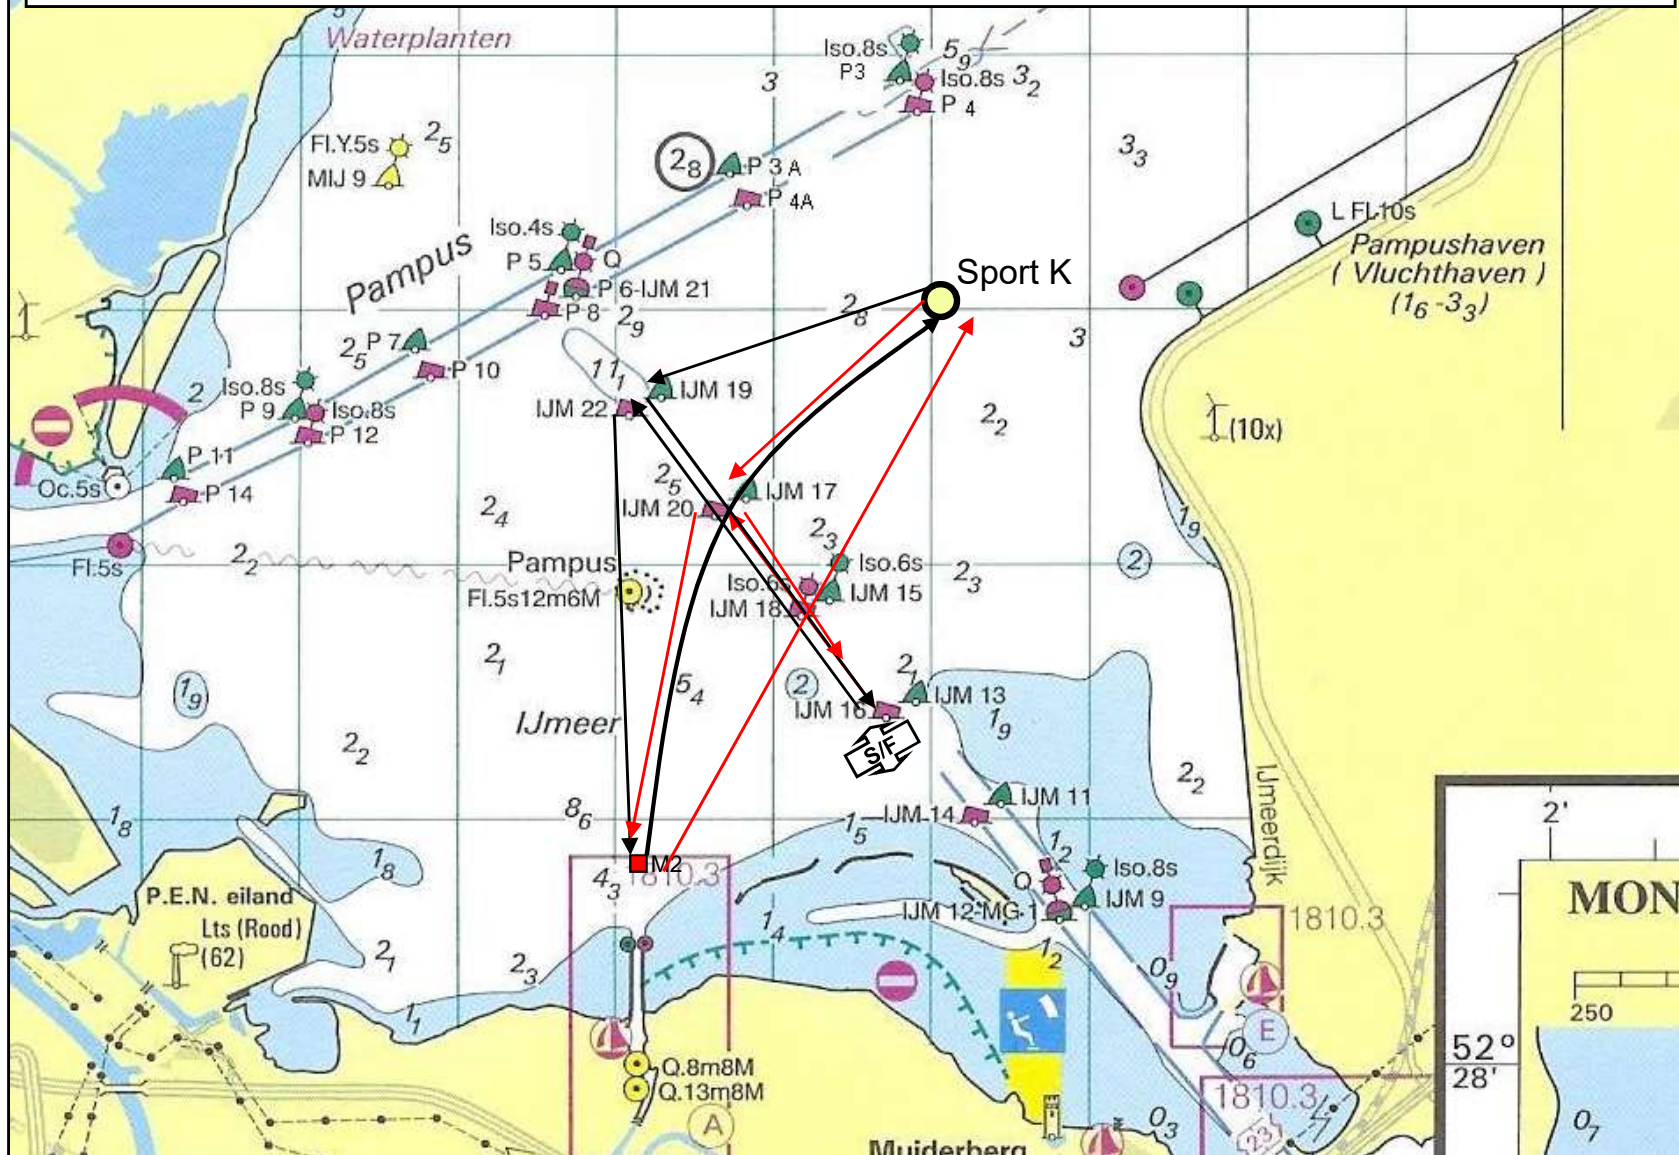 Waterplanten
5
Iso.8s
P3
5₉
3₂
Iso.8s
P 4
3
Fl.Y.5s
2₅
MIJ 9
2₈
P 3 A
P 4A
3₃
L Fl.10s
Pampushaven
( Vluchthaven )
(1₆-3₃)
Iso.4s
P 5
Q
P 6-IJM 21
P 8
2₉
Pampus
Sport K
2₈
3
P 7
2₅
P 10
11₁
IJM 19
IJM 22
2
Iso.8s
P 9
Iso.8s
P 12
2₂
(10x)
P 11
P 14
Oc.5s
2₅
IJM 17
IJM 20
2₄
2₃
1₉
Fl.5s
2₂
Pampus
Fl.5s12m6M
Iso.6s
Iso.6s
IJM 15
IJM 18
2₃
2
2₁
1₉
5₄
2
2₁
IJM 13
IJM 16
1₉
IJmeer
2₂
S/F
2₂
IJmeerdijk
IJM 11
IJM 14
1₈
8₆
1₅
2'
1₈
M2
1810.3
4₃
1₂
Iso.8s
Q
IJM 9
IJM 12-MG-1
P.E.N. eiland
Lts (Rood)
(62)
1810.3
MON
1₄
2₁
2₃
1₂
0₉
1₁
250
E
0₆
52°
28'
Q.8m8M
Q.13m8M
1810.3
A
0₃
23
0₇
Muiderberg